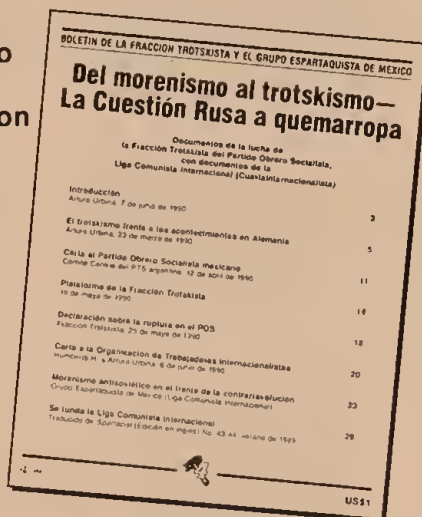 o
on
BOLETIN DE LA FRACCION TROTSKISTA Y EL GRUPO ESPARTAQUISTA DE MEXICO
Del morenismo al trotskismo—
La Cuestión Rusa a quemarropa
Documentos de la lucha de
la Fracción Trotskista del Partido Obrero Socialista,
con documentos de la
Liga Comunista Internacional (Cuartainternacionalista)
Introducción 3
Arturo Urbina, 7 de junio de 1990
El trotskismo frente a los acontecimientos en Alemania 5
Arturo Urbina, 23 de marzo de 1990
Carta al Partido Obrero Socialista mexicano 11
Comité Central del PTS argentino, 12 de abril de 1990
Plataforma de la Fracción Trotskista 14
15 de mayo de 1990
Declaración sobre la ruptura en el POS 18
Fracción Trotskista, 25 de mayo de 1990
Carta a la Organización de Trabajadores Internacionalistas 20
Humberto H. y Arturo Urbina, 6 de junio de 1990
Morenismo antisoviético en el frente de la contrarrevolución 23
Grupo Espartaquista de México (Liga Comunista Internacional)
Se funda la Liga Comunista Internacional 29
Traducido de Spartacist (Edición en inglés) No. 43-44, verano de 1989
4
US$1